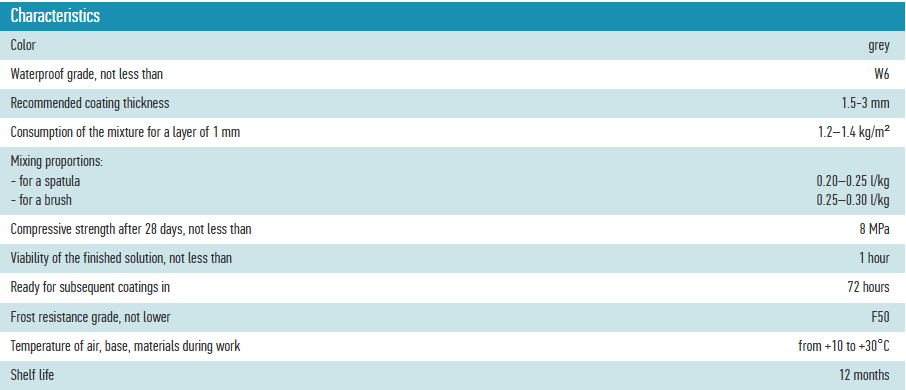 Characteristics
Color grey
Waterproof grade, not less than W6
Recommended coating thickness 1.5-3 mm
Consumption of the mixture for a layer of 1 mm 1.2–1.4 kg/m²
Mixing proportions:
- for a spatula 0.20–0.25 l/kg
- for a brush 0.25–0.30 l/kg
Compressive strength after 28 days, not less than 8 MPa
Viability of the finished solution, not less than 1 hour
Ready for subsequent coatings in 72 hours
Frost resistance grade, not lower F50
Temperature of air, base, materials during work from +10 to +30°C
Shelf life 12 months